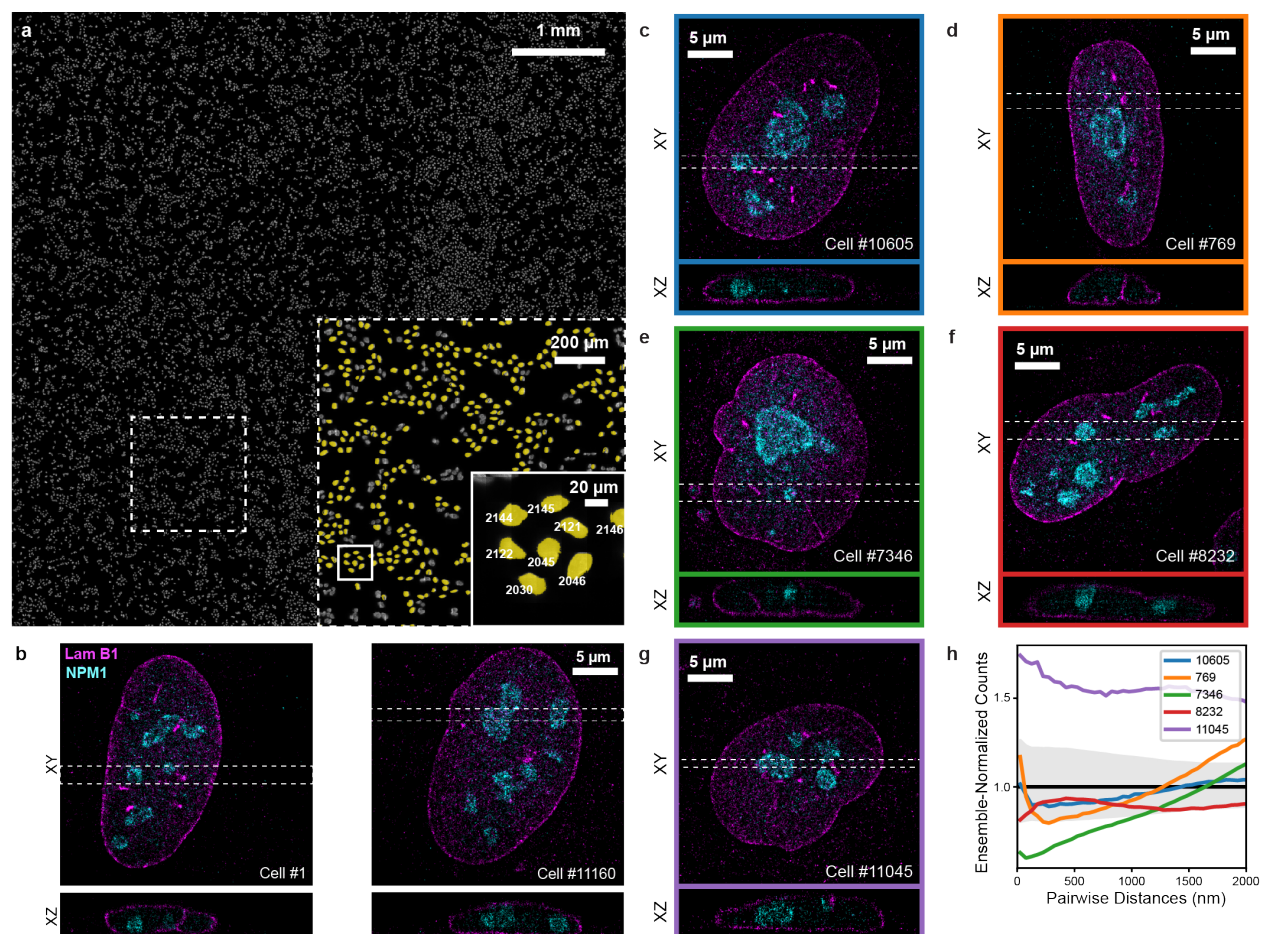 a
1 mm
200 µm
20 µm
2144
2145
2121
2146
2122
2045
2046
2030
b
Lam B1
NPM1
XY
Cell #1
XZ
5 µm
Cell #11160
c
5 µm
XY
Cell #10605
XZ
d
5 µm
XY
Cell #769
XZ
e
5 µm
XY
Cell #7346
XZ
f
5 µm
XY
Cell #8232
XZ
g
5 µm
XY
Cell #11045
XZ
h
Ensemble-Normalized Counts
1.5
1.0
10605
769
7346
8232
11045
0
500
1000
1500
2000
Pairwise Distances (nm)